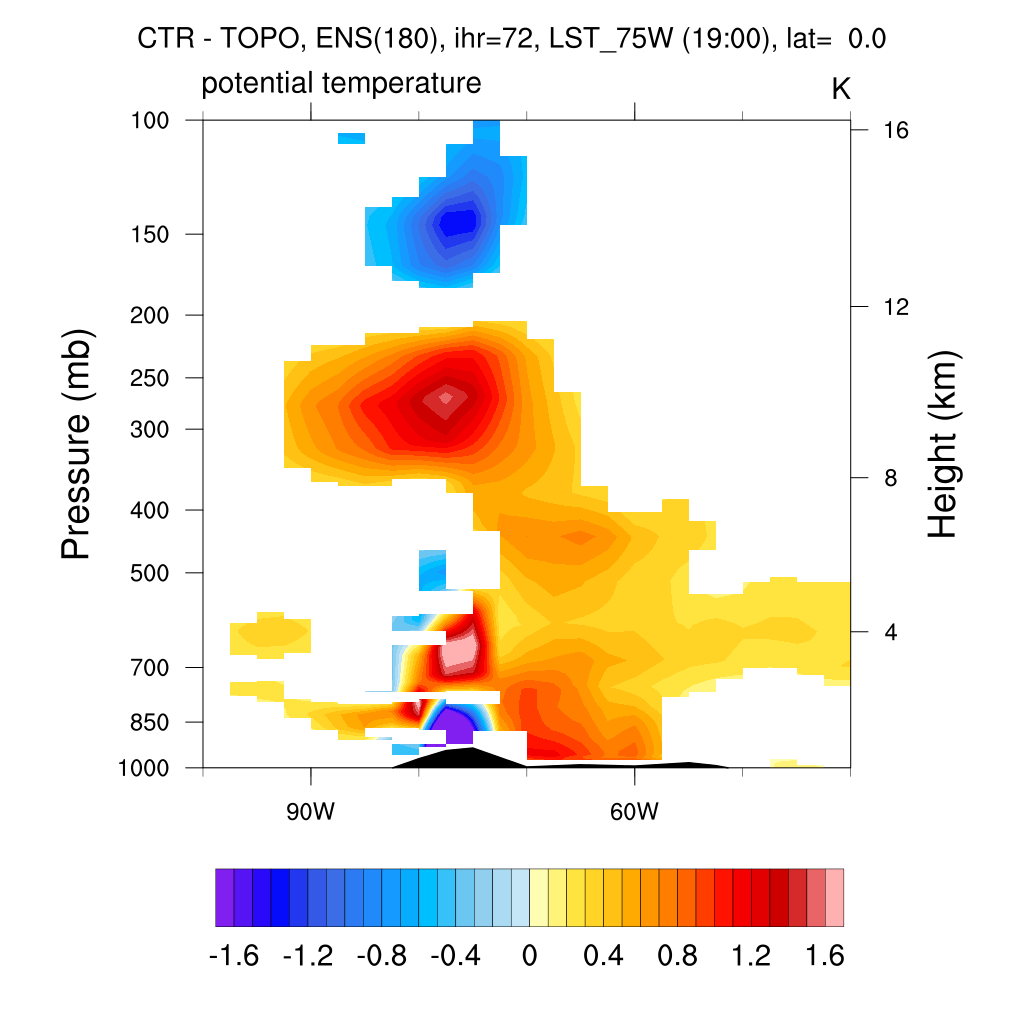 CTR - TOPO, ENS(180), ihr=72, LST_75W (19:00), lat=  0.0
potential temperature K
100
150
200
250
300
400
500
700
850
1000
Pressure (mb)
16
12
8
4
Height (km)
90W 60W
-1.6 -1.2 -0.8 -0.4 0 0.4 0.8 1.2 1.6